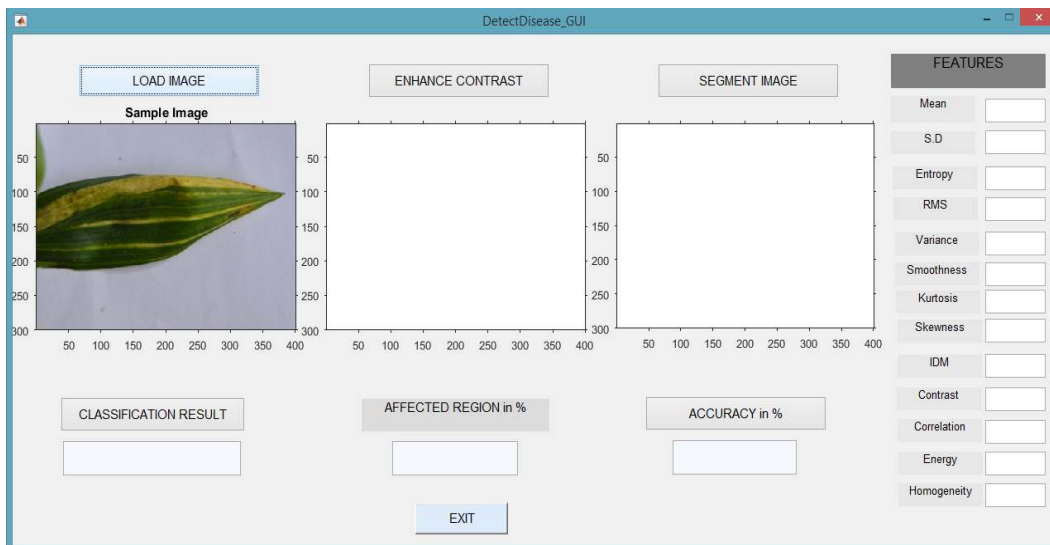 DetectDisease_GUI
LOAD IMAGE
ENHANCE CONTRAST
SEGMENT IMAGE
FEATURES
Sample Image
50
100
150
200
250
300
50 100 150 200 250 300 350 400
50
100
150
200
250
300
50 100 150 200 250 300 350 400
50
100
150
200
250
300
50 100 150 200 250 300 350 400
Mean
S.D
Entropy
RMS
Variance
Smoothness
Kurtosis
Skewness
IDM
Contrast
Correlation
Energy
Homogeneity
CLASSIFICATION RESULT
AFFECTED REGION in %
ACCURACY in %
EXIT